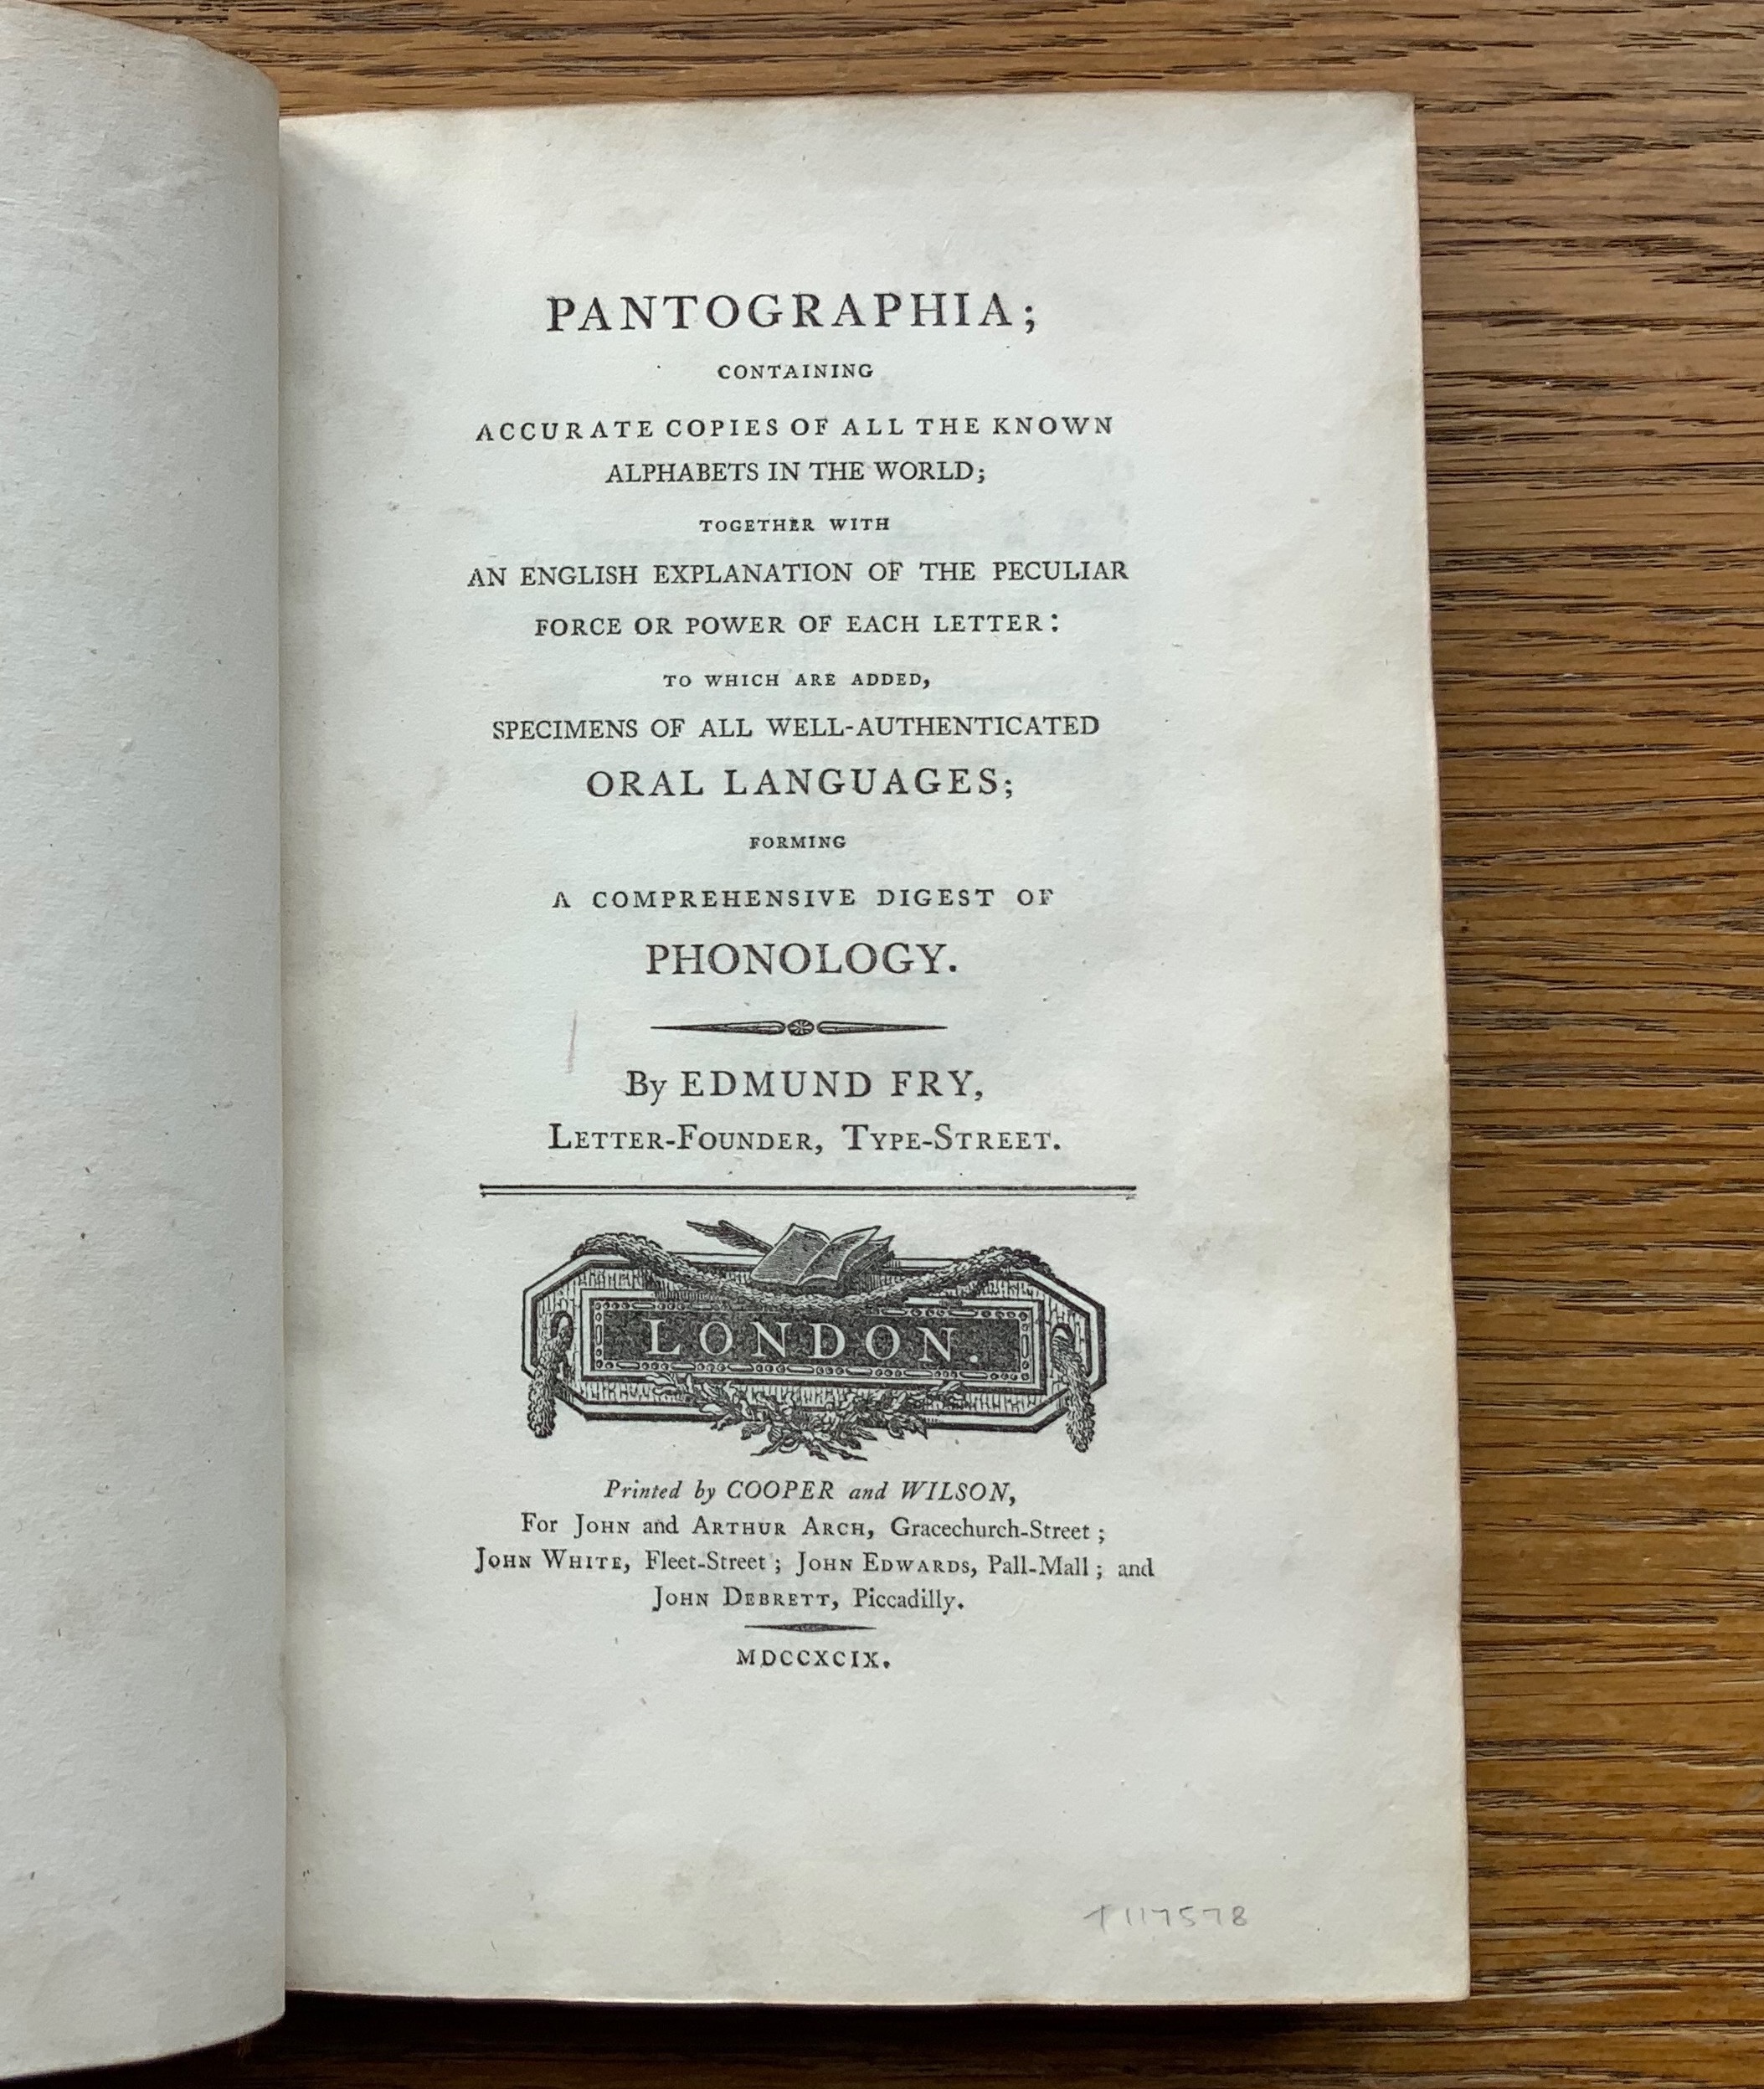 PANTOGRAPHIA;
CONTAINING
ACCURATE COPIES OF ALL THE KNOWN
ALPHABETS IN THE WORLD;
TOGETHER WITH
AN ENGLISH EXPLANATION OF THE PECULIAR
FORCE OR POWER OF EACH LETTER:
TO WHICH ARE ADDED,
SPECIMENS OF ALL WELL-AUTHENTICATED
ORAL LANGUAGES;
FORMING
A COMPREHENSIVE DIGEST OF
PHONOLOGY.
By EDMUND FRY,
LETTER-FOUNDER, TYPE-STREET.
LONDON.
Printed by COOPER and WILSON,
For JOHN and ARTHUR ARCH, Gracechurch-Street;
JOHN WHITE, Fleet-Street; JOHN EDWARDS, Pall-Mall; and
JOHN DEBRETT, Piccadilly.
MDCCXCIX.
117578